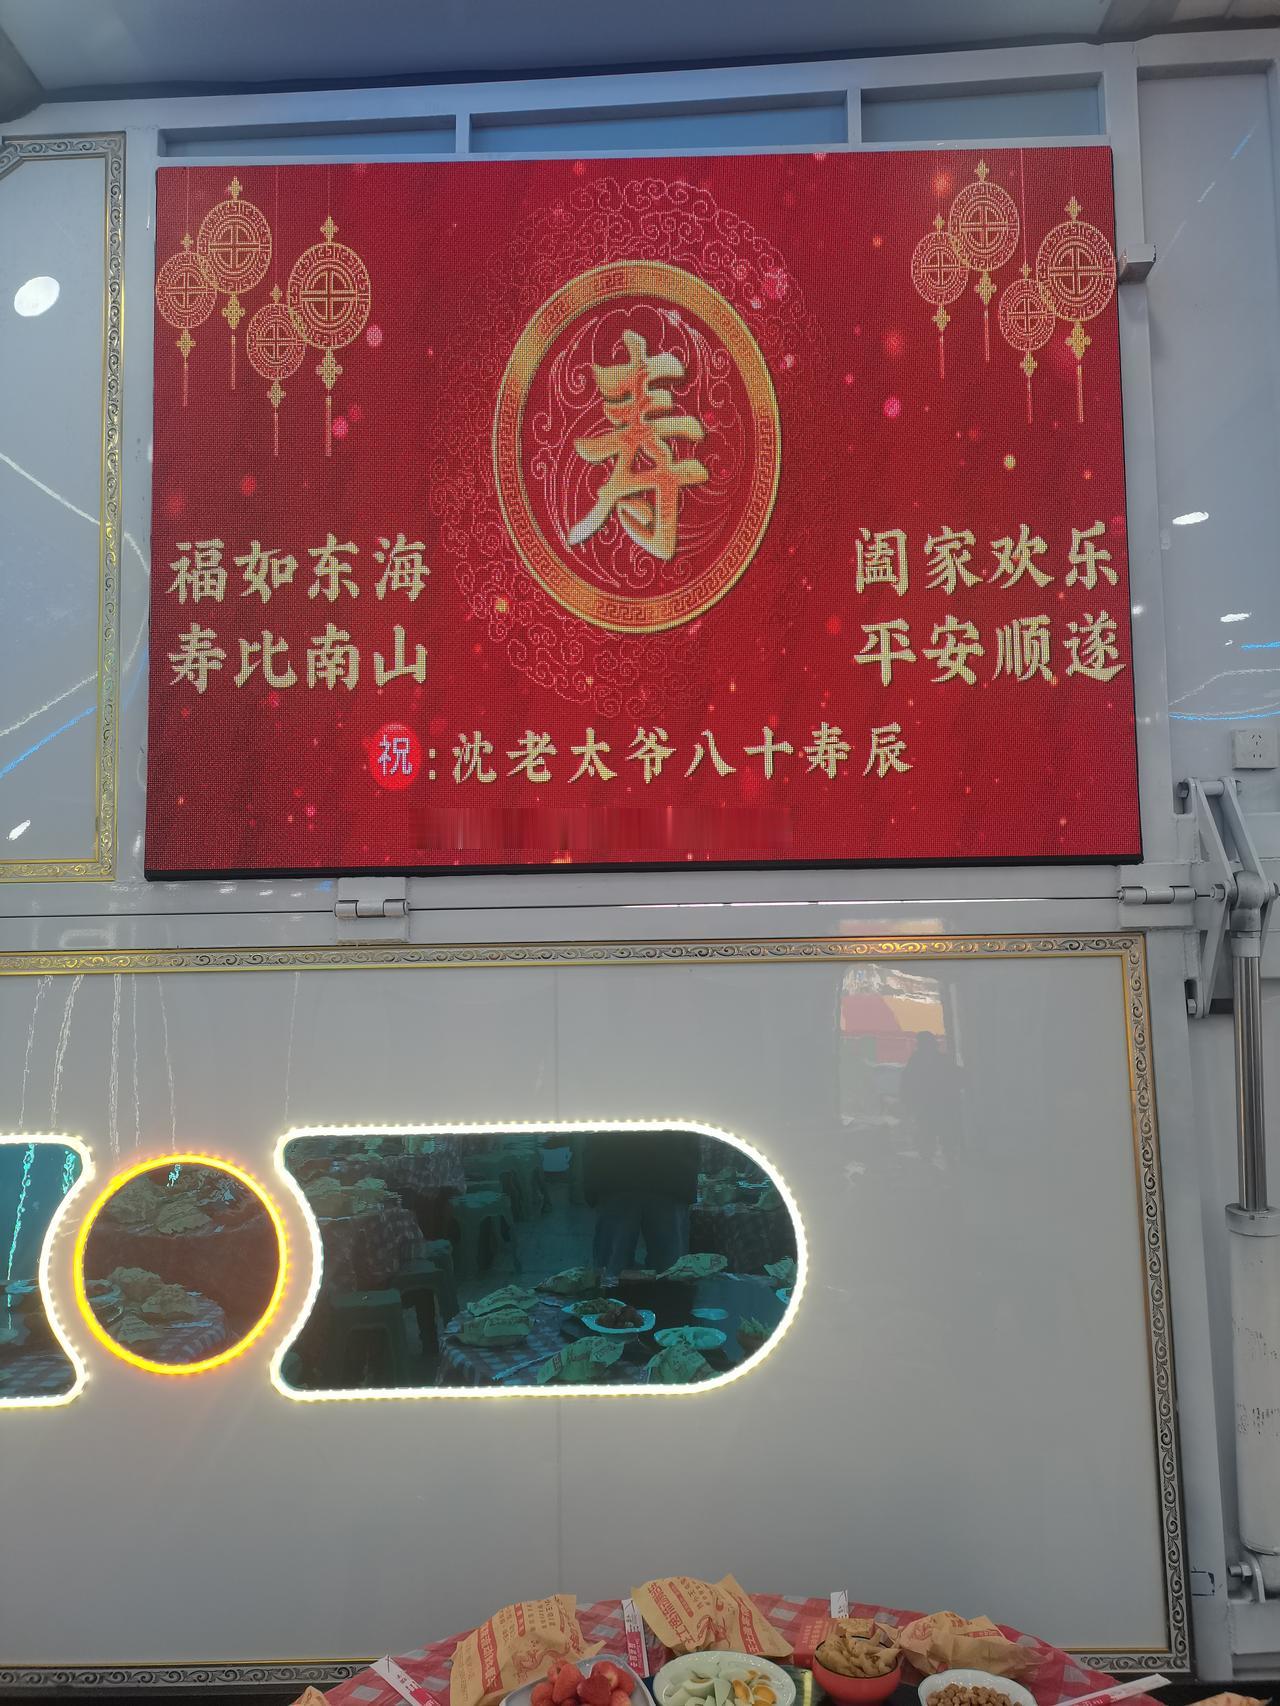 寿
福如东海
寿比南山
阖家欢乐
平安顺遂
祝:沈老太爷八十寿辰